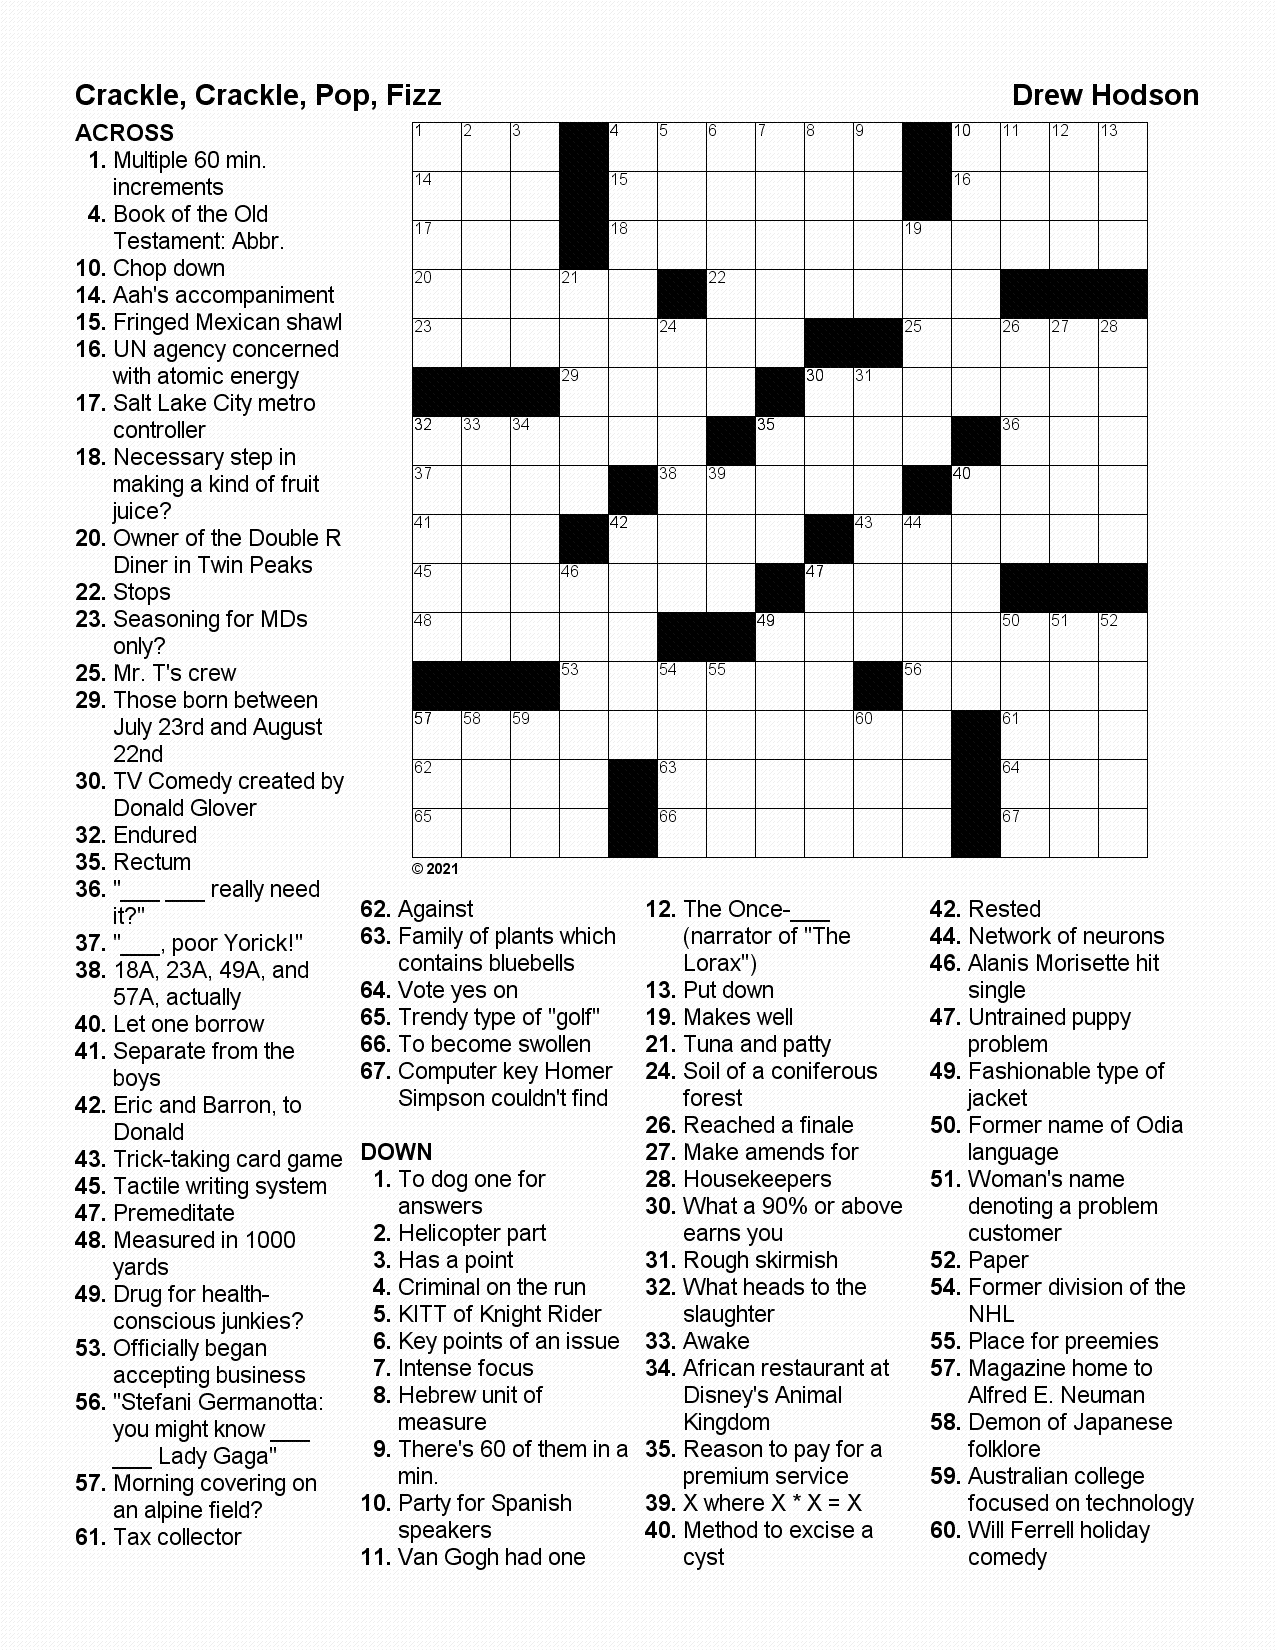 Crackle, Crackle, Pop, Fizz
Drew Hodson
ACROSS
1. Multiple 60 min.
increments
4. Book of the Old
Testament: Abbr.
10. Chop down
14. Aah's accompaniment
15. Fringed Mexican shawl
16. UN agency concerned
with atomic energy
17. Salt Lake City metro
controller
18. Necessary step in
making a kind of fruit
juice?
20. Owner of the Double R
Diner in Twin Peaks
22. Stops
23. Seasoning for MDs
only?
25. Mr. T's crew
29. Those born between
July 23rd and August
22nd
30. TV Comedy created by
Donald Glover
32. Endured
35. Rectum
36. "___ ___ really need
it?"
37. "___, poor Yorick!"
38. 18A, 23A, 49A, and
57A, actually
40. Let one borrow
41. Separate from the
boys
42. Eric and Barron, to
Donald
43. Trick-taking card game
45. Tactile writing system
47. Premeditate
48. Measured in 1000
yards
49. Drug for health-
conscious junkies?
53. Officially began
accepting business
56. "Stefani Germanotta:
you might know ___
___ Lady Gaga"
57. Morning covering on
an alpine field?
61. Tax collector
1 2 3 4 5 6 7 8 9 10 11 12 13
14 15 16
17 18 19
20 21 22
23 24 25 26 27 28
29 30 31
32 33 34 35 36
37 38 39 40
41 42 43 44
45 46 47
48 49 50 51 52
53 54 55 56
57 58 59 60 61
62 63 64
65 66 67
© 2021
62. Against
63. Family of plants which
contains bluebells
64. Vote yes on
65. Trendy type of "golf"
66. To become swollen
67. Computer key Homer
Simpson couldn't find
DOWN
1. To dog one for
answers
2. Helicopter part
3. Has a point
4. Criminal on the run
5. KITT of Knight Rider
6. Key points of an issue
7. Intense focus
8. Hebrew unit of
measure
9. There's 60 of them in a
min.
10. Party for Spanish
speakers
11. Van Gogh had one
12. The Once-___
(narrator of "The
Lorax")
13. Put down
19. Makes well
21. Tuna and patty
24. Soil of a coniferous
forest
26. Reached a finale
27. Make amends for
28. Housekeepers
30. What a 90% or above
earns you
31. Rough skirmish
32. What heads to the
slaughter
33. Awake
34. African restaurant at
Disney's Animal
Kingdom
35. Reason to pay for a
premium service
39. X where X * X = X
40. Method to excise a
cyst
42. Rested
44. Network of neurons
46. Alanis Morisette hit
single
47. Untrained puppy
problem
49. Fashionable type of
jacket
50. Former name of Odia
language
51. Woman's name
denoting a problem
customer
52. Paper
54. Former division of the
NHL
55. Place for preemies
57. Magazine home to
Alfred E. Neuman
58. Demon of Japanese
folklore
59. Australian college
focused on technology
60. Will Ferrell holiday
comedy